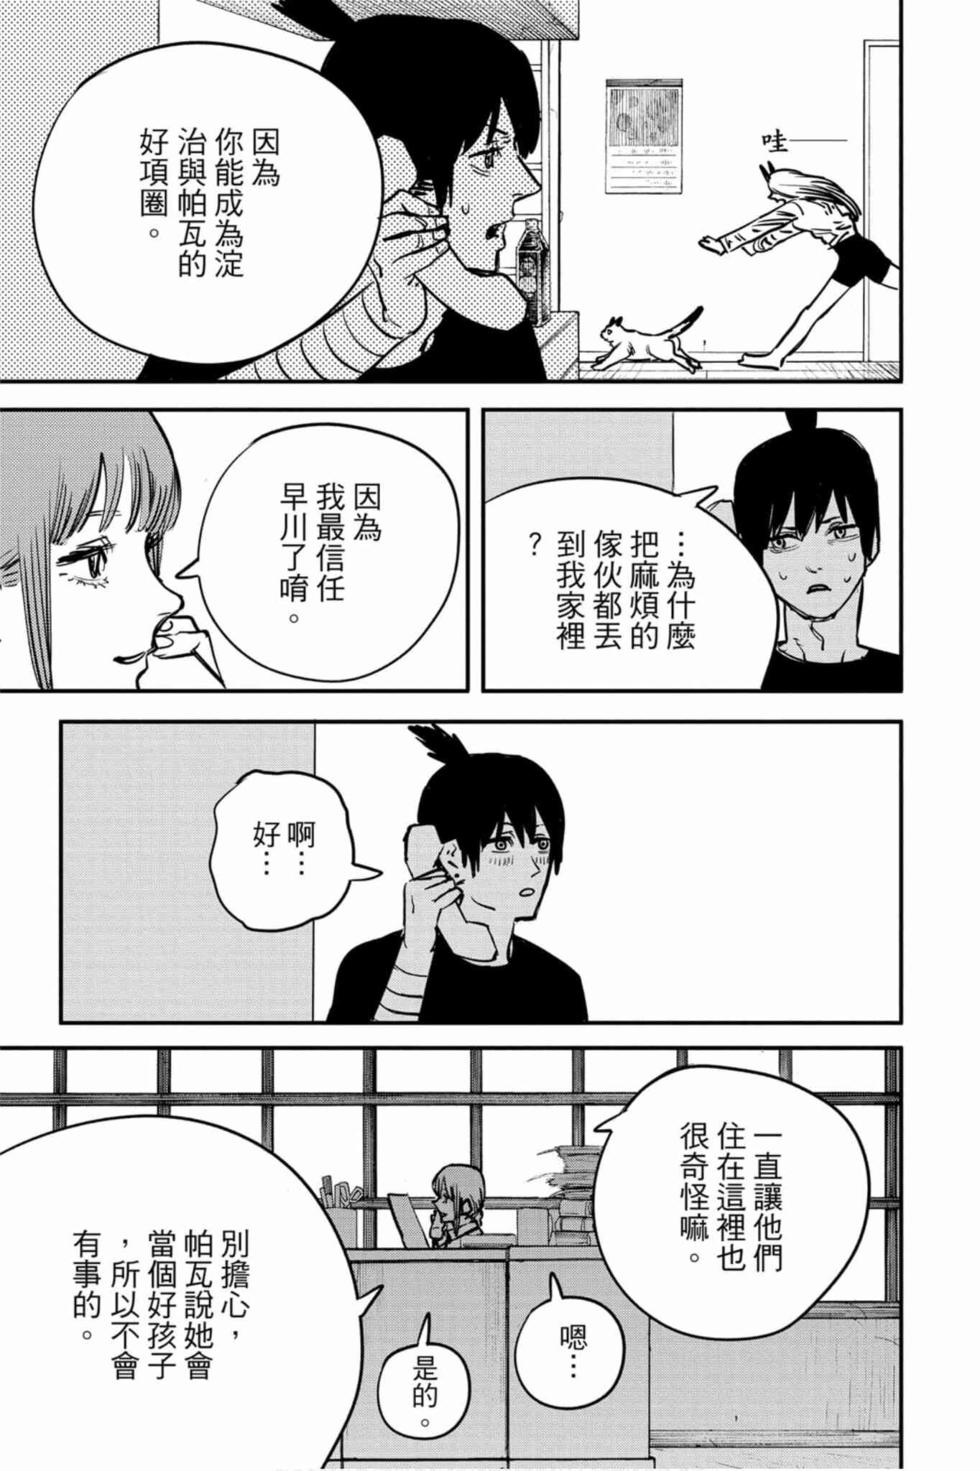 哇——
因為
你能成為淀
治與帕瓦的
好項圈。
…為什麼
把麻煩的
傢伙都丟
到我家裡
?
因為
我最信任
早川了唷。
啊…
好…
一直讓他們
住在這裡也
很奇怪嘛。
嗯…
是的。
別擔心，
帕瓦說她會
當個好孩子
，所以不會
有事的。